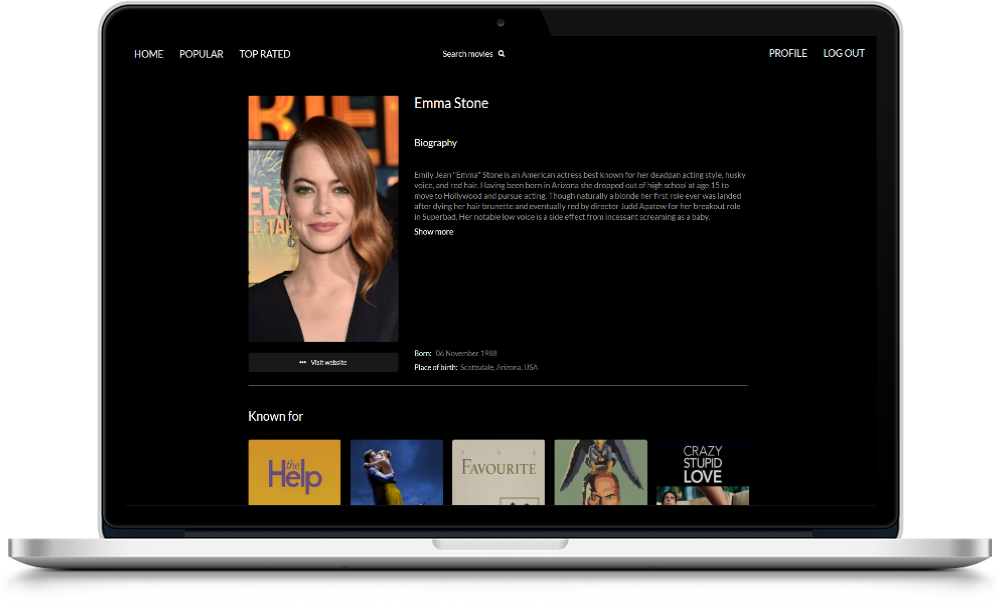 HOME POPULAR TOP RATED Search movies PROFILE LOG OUT
Emma Stone
Biography
Emily Jean "Emma" Stone is an American actress best known for her deadpan acting style, husky
voice, and red hair. Having been born in Arizona she dropped out of high school at age 15 to
move to Hollywood and pursue acting. Though naturally a blonde her first role ever was landed
after dying her hair brunette and eventually red by director Judd Apatow for her breakout role
in Superbad. Her notable low voice is a side effect from incessant screaming as a baby.
Show more
Visit website
Born: 06 November 1988
Place of birth: Scottsdale, Arizona, USA
Known for
the
Help
THE
FAVOURITE
CRAZY
STUPID
LOVE